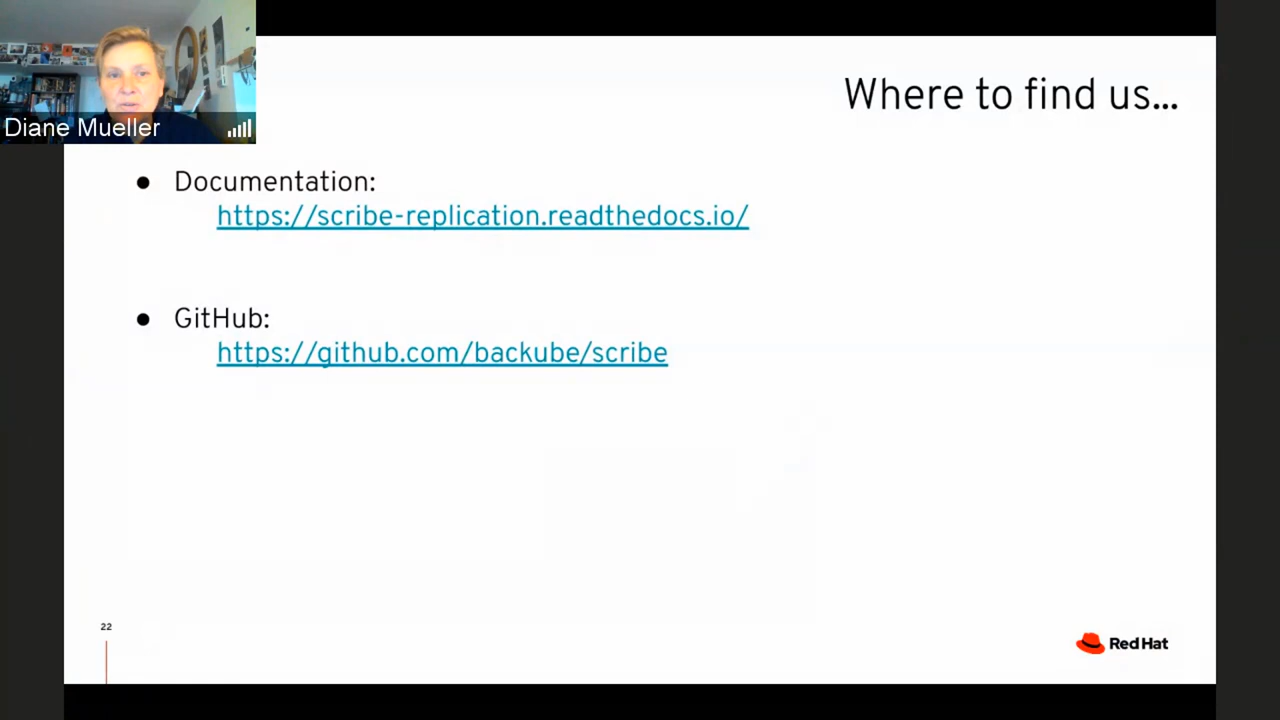 Diane Mueller
Where to find us...
● Documentation:
https://scribe-replication.readthedocs.io/
● GitHub:
https://github.com/backube/scribe
22
Red Hat